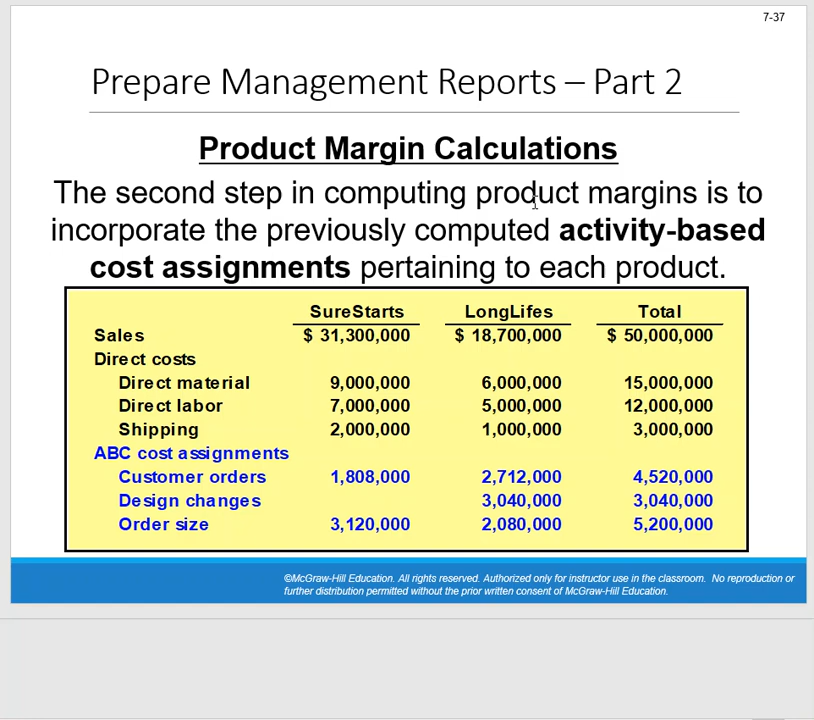 7-37
Prepare Management Reports – Part 2
Product Margin Calculations
The second step in computing product margins is to
incorporate the previously computed activity-based
cost assignments pertaining to each product.
SureStarts LongLifes Total
Sales $ 31,300,000 $ 18,700,000 $ 50,000,000
Direct costs
Direct material 9,000,000 6,000,000 15,000,000
Direct labor 7,000,000 5,000,000 12,000,000
Shipping 2,000,000 1,000,000 3,000,000
ABC cost assignments
Customer orders 1,808,000 2,712,000 4,520,000
Design changes 3,040,000 3,040,000
Order size 3,120,000 2,080,000 5,200,000
©McGraw-Hill Education. All rights reserved. Authorized only for instructor use in the classroom. No reproduction or
further distribution permitted without the prior written consent of McGraw-Hill Education.